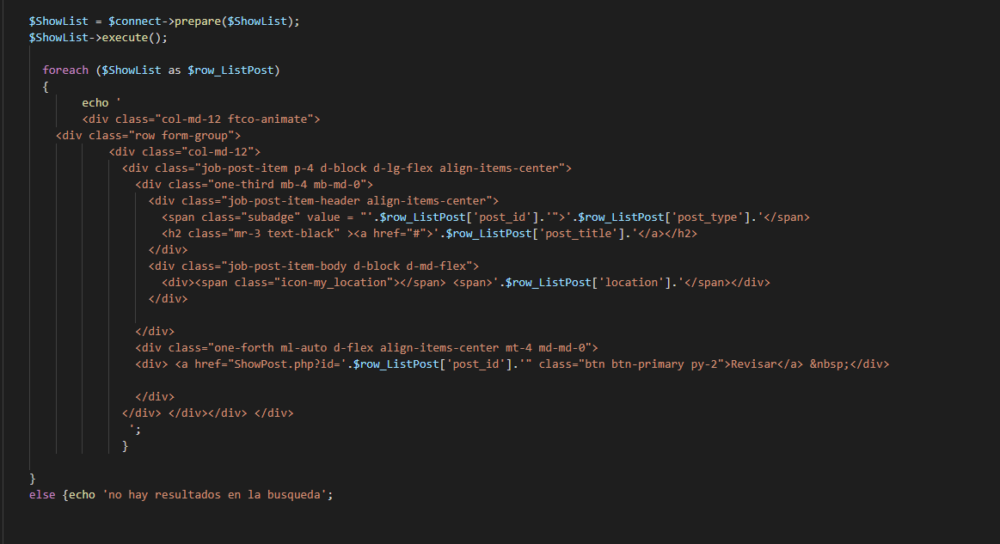 $ShowList = $connect->prepare($ShowList);
$ShowList->execute();
foreach ($ShowList as $row_ListPost)
{
echo '
<div class="col-md-12 ftco-animate">
<div class="row form-group">
<div class="col-md-12">
<div class="job-post-item p-4 d-block d-lg-flex align-items-center">
<div class="one-third mb-4 mb-md-0">
<div class="job-post-item-header align-items-center">
<span class="subadge" value = "'.$row_ListPost['post_id'].'">'.$row_ListPost['post_type'].'</span>
<h2 class="mr-3 text-black" ><a href="#">'.$row_ListPost['post_title'].'</a></h2>
</div>
<div class="job-post-item-body d-block d-md-flex">
<div><span class="icon-my_location"></span> <span>'.$row_ListPost['location'].'</span></div>
</div>
</div>
<div class="one-forth ml-auto d-flex align-items-center mt-4 md-md-0">
<div> <a href="ShowPost.php?id='.$row_ListPost['post_id'].'" class="btn btn-primary py-2">Revisar</a> &nbsp;</div>
</div>
</div> </div></div> </div>
';
}
}
else {echo 'no hay resultados en la busqueda';